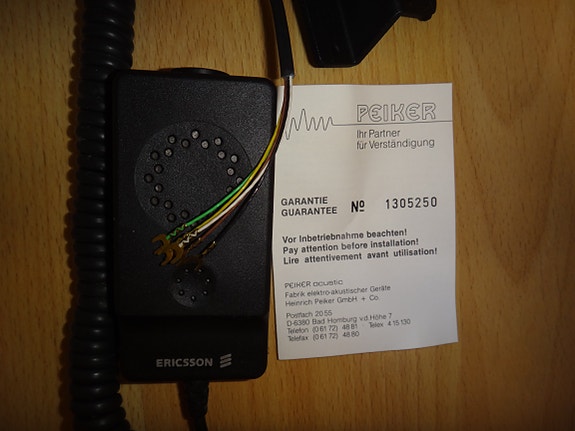 PEIKER
Ihr Partner
für Verständigung
GARANTIE
GUARANTEE № 1305250
Vor Inbetriebnahme beachten!
Pay attention before installation!
Lire attentivement avant utilisation!
PEIKER acustic
Fabrik elektro-akustischer Geräte
Heinrich Peiker GmbH + Co.
Postfach 2055
D-6380 Bad Homburg v.d.Höhe 7
Telefon (0 61 72) 48 81 Telex 4 15 130
Telefax (0 61 72) 48 80
ERICSSON